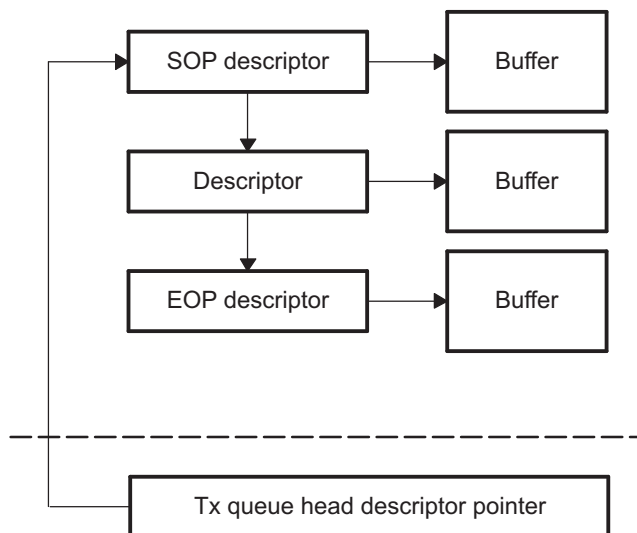 SOP descriptor
Buffer
Descriptor
Buffer
EOP descriptor
Buffer
Tx queue head descriptor pointer